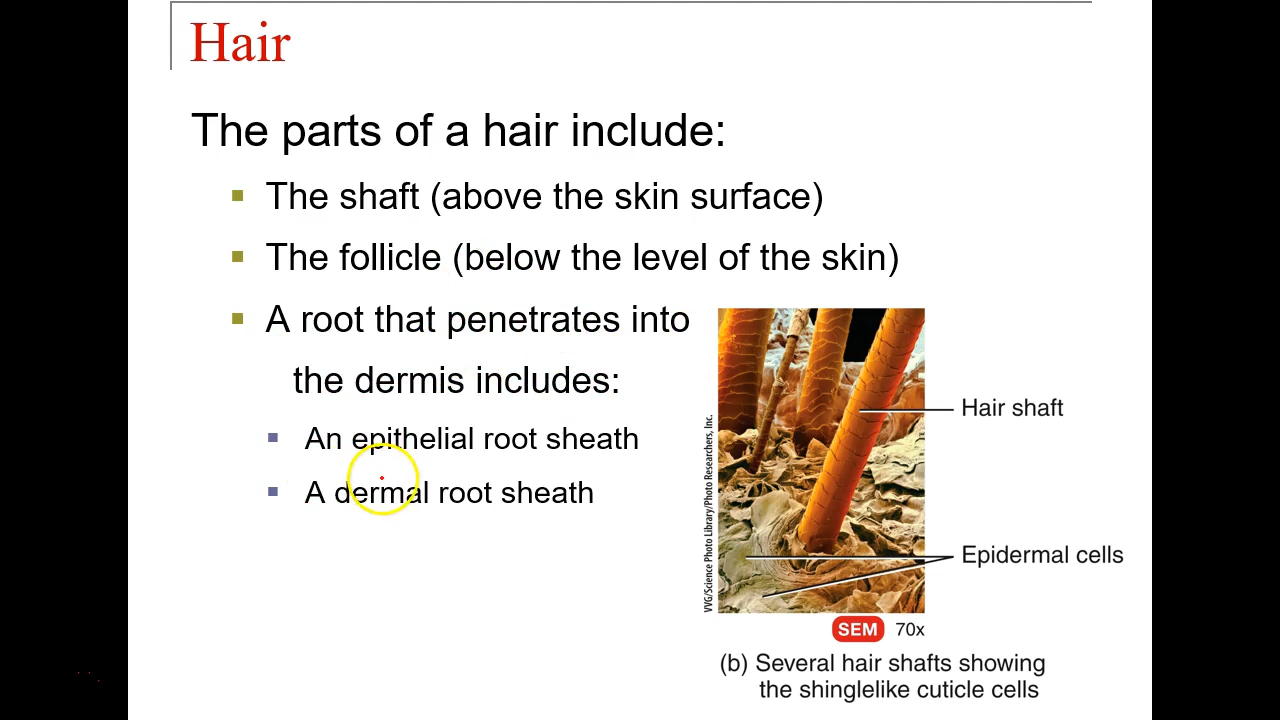 Hair
The parts of a hair include:
The shaft (above the skin surface)
The follicle (below the level of the skin)
A root that penetrates into
the dermis includes:
An epithelial root sheath
A dermal root sheath
VVG/Science Photo Library/Photo Researchers, Inc.
Hair shaft
Epidermal cells
SEM 70x
(b) Several hair shafts showing
the shinglelike cuticle cells